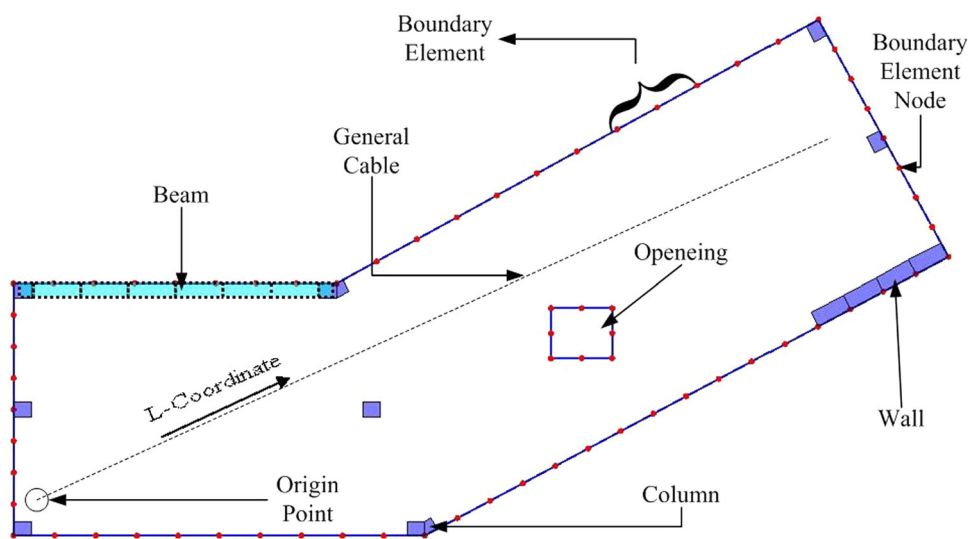 Boundary
Element
Boundary
Element
Node
General
Cable
Beam
Openeing
L-Coordinate
Wall
Origin
Point
Column